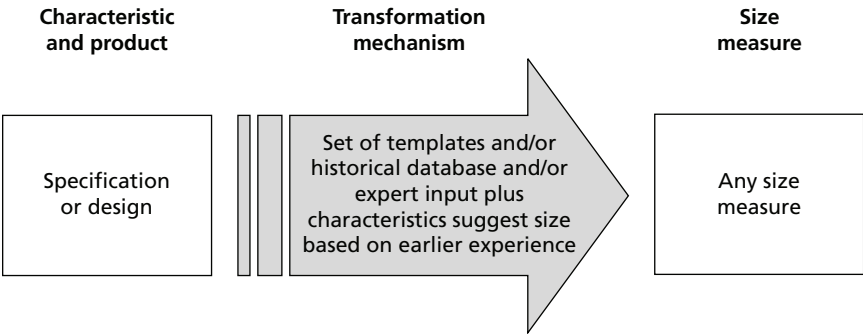 Characteristic
and product
Transformation
mechanism
Size
measure
Specification
or design
Set of templates and/or
historical database and/or
expert input plus
characteristics suggest size
based on earlier experience
Any size
measure